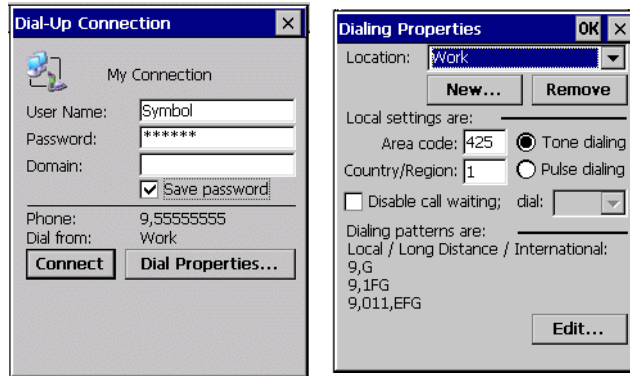 Dial-Up Connection
My Connection
User Name: Symbol
Password: ******
Domain:
Save password
Phone: 9,55555555
Dial from: Work
Connect Dial Properties...
Dialing Properties OK
Location: Work
New... Remove
Local settings are:
Area code: 425 Tone dialing
Country/Region: 1 Pulse dialing
Disable call waiting; dial:
Dialing patterns are:
Local / Long Distance / International:
9,G
9,1FG
9,011,EFG
Edit...